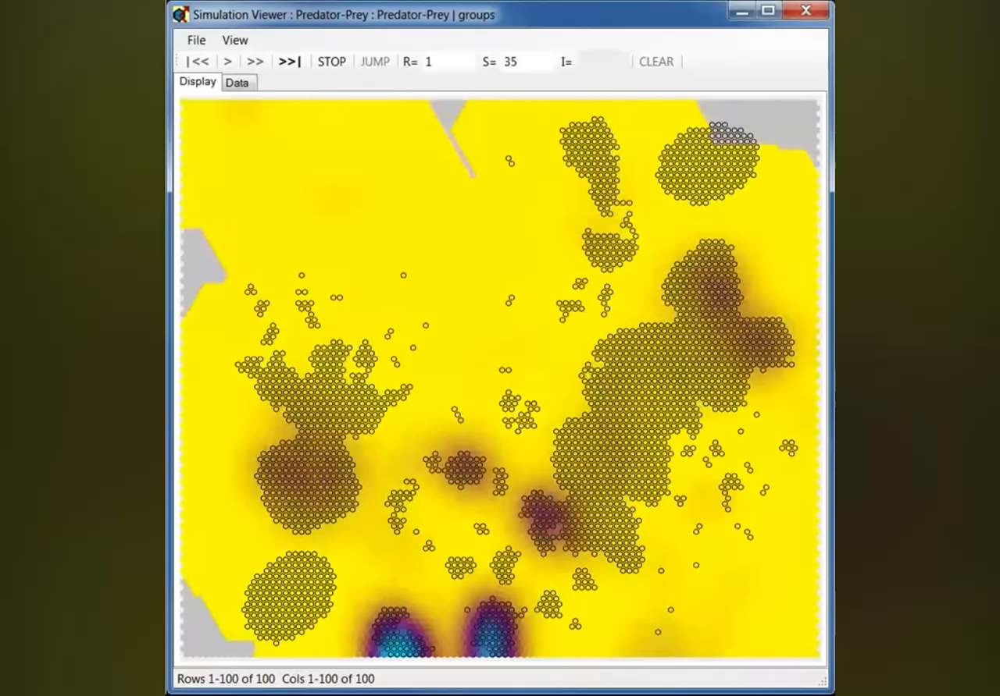 Simulation Viewer : Predator-Prey : Predator-Prey | groups
File View
|<< > >> >>| STOP JUMP R= 1 S= 35 I= CLEAR
Display Data
Rows 1-100 of 100 Cols 1-100 of 100